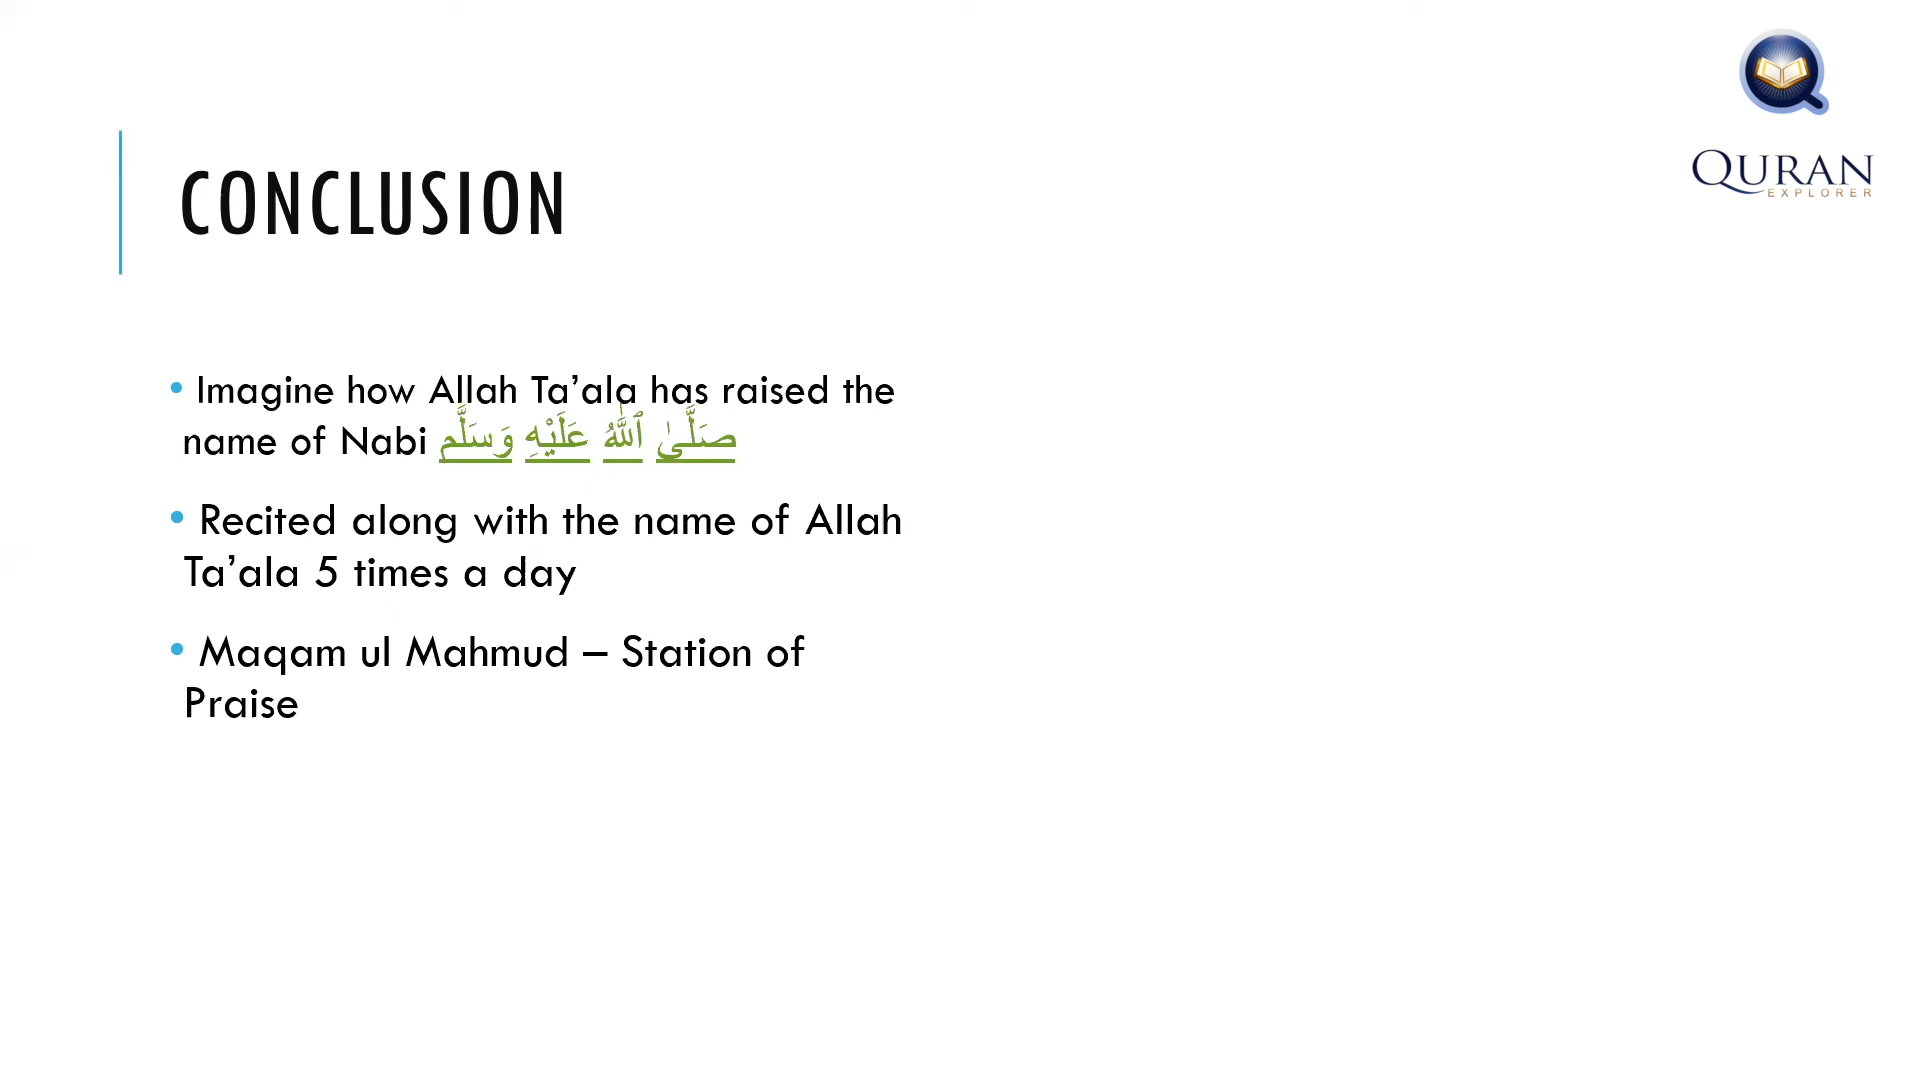 QURAN
EXPLORER
CONCLUSION
• Imagine how Allah Ta’ala has raised the
name of Nabi صَلَّىٰ ٱللَّٰهُ عَلَيْهِ وَسَلَّم
• Recited along with the name of Allah
Ta’ala 5 times a day
• Maqam ul Mahmud – Station of
Praise